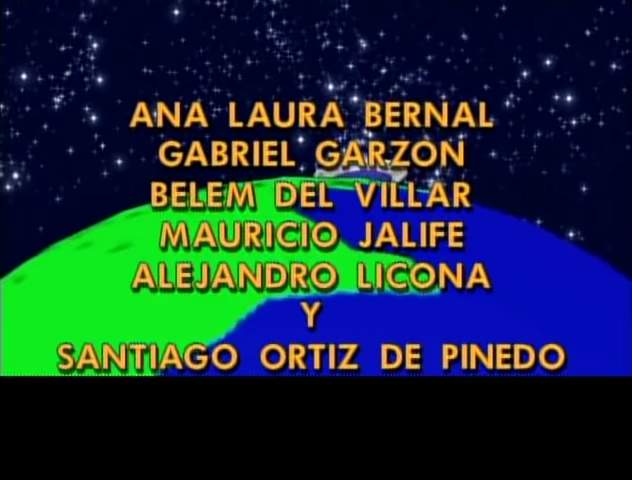 ANA LAURA BERNAL
GABRIEL GARZON
BELEM DEL VILLAR
MAURICIO JALIFE
ALEJANDRO LICONA
Y
SANTIAGO ORTIZ DE PINEDO